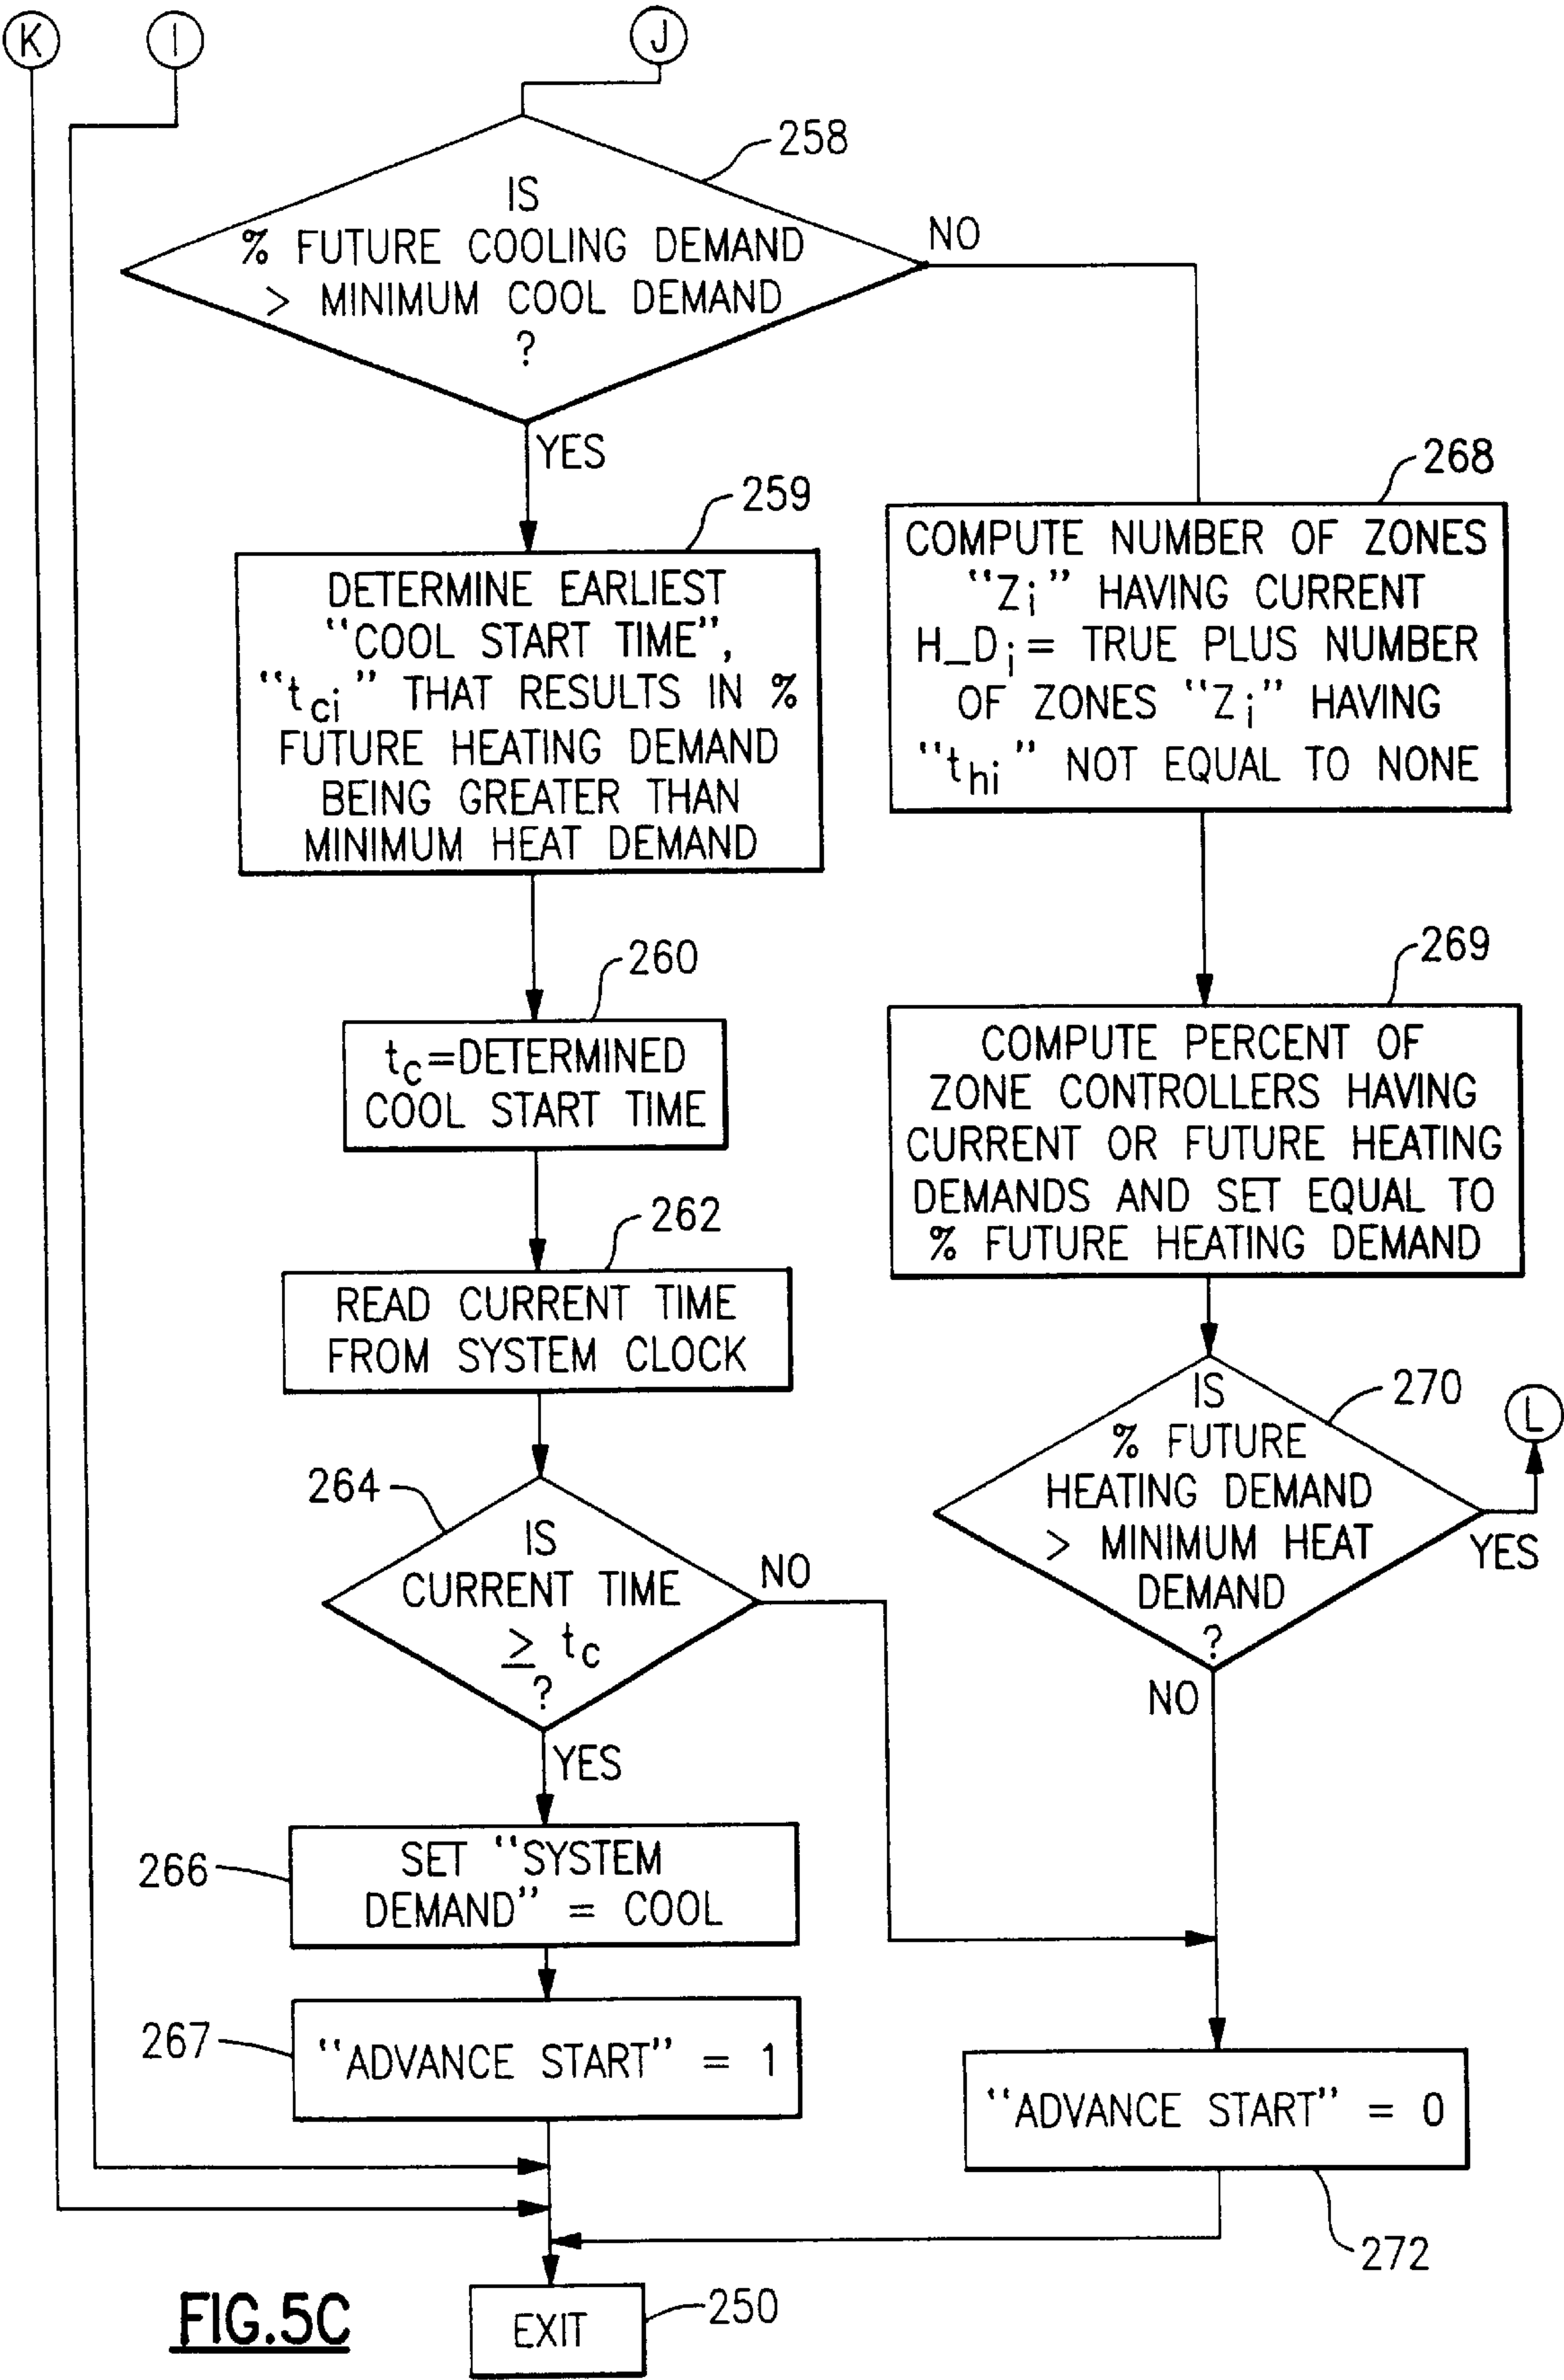 K
I
J
258
IS
% FUTURE COOLING DEMAND
> MINIMUM COOL DEMAND
?
NO
YES
259
DETERMINE EARLIEST
"COOL START TIME",
"tci" THAT RESULTS IN %
FUTURE HEATING DEMAND
BEING GREATER THAN
MINIMUM HEAT DEMAND
268
COMPUTE NUMBER OF ZONES
"Zi" HAVING CURRENT
H_Di = TRUE PLUS NUMBER
OF ZONES "Zi" HAVING
"thi" NOT EQUAL TO NONE
260
tc=DETERMINED
COOL START TIME
269
COMPUTE PERCENT OF
ZONE CONTROLLERS HAVING
CURRENT OR FUTURE HEATING
DEMANDS AND SET EQUAL TO
% FUTURE HEATING DEMAND
262
READ CURRENT TIME
FROM SYSTEM CLOCK
270
IS
% FUTURE
HEATING DEMAND
> MINIMUM HEAT
DEMAND
?
YES
L
NO
264
IS
CURRENT TIME
≥ tc
?
NO
YES
266
SET "SYSTEM
DEMAND" = COOL
267
"ADVANCE START" = 1
"ADVANCE START" = 0
272
EXIT
250
FIG.5C